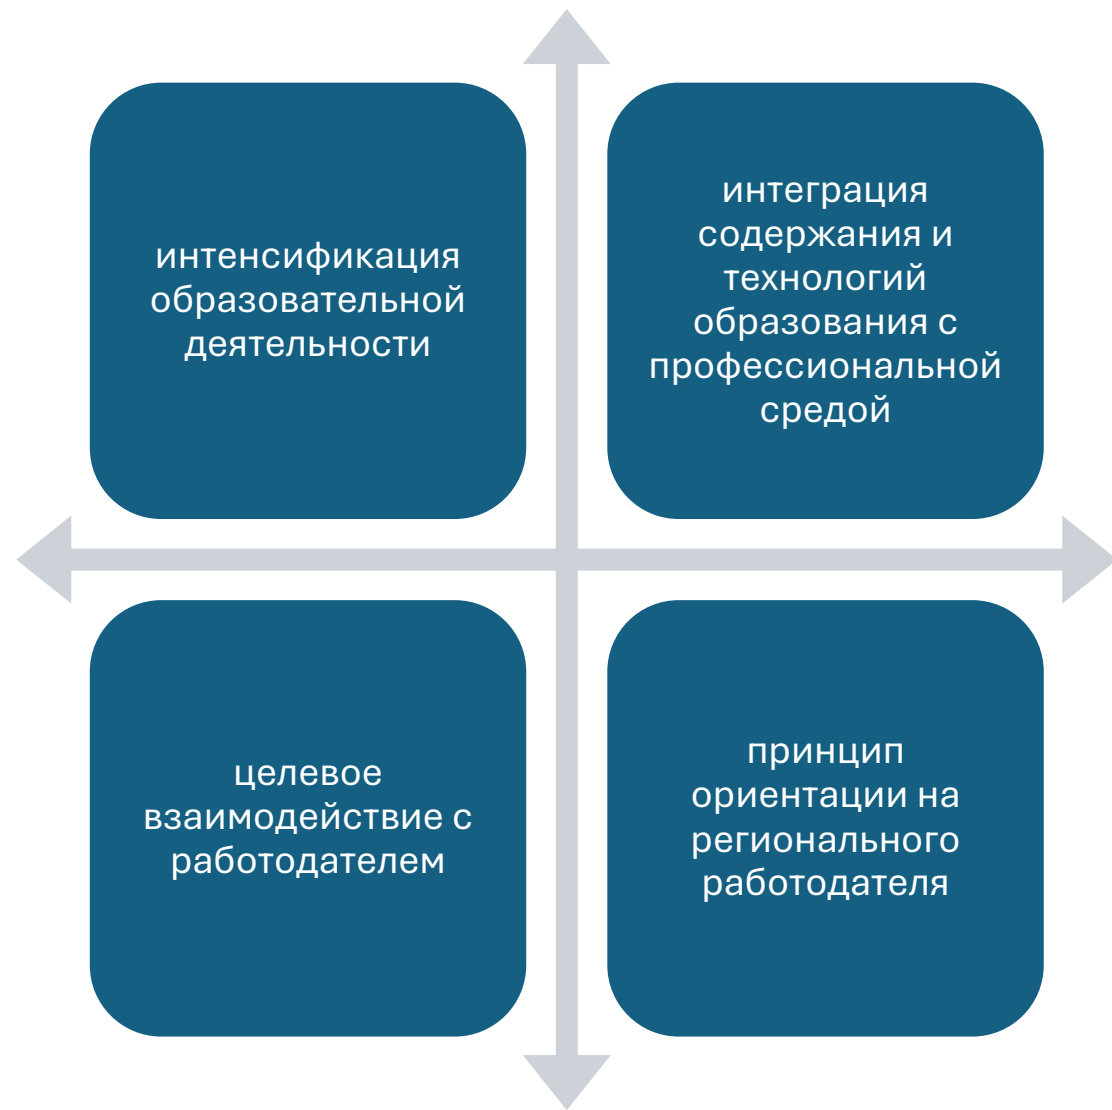 интенсификация
образовательной
деятельности
интеграция
содержания и
технологий
образования с
профессиональной
средой
целевое
взаимодействие с
работодателем
принцип
ориентации на
регионального
работодателя